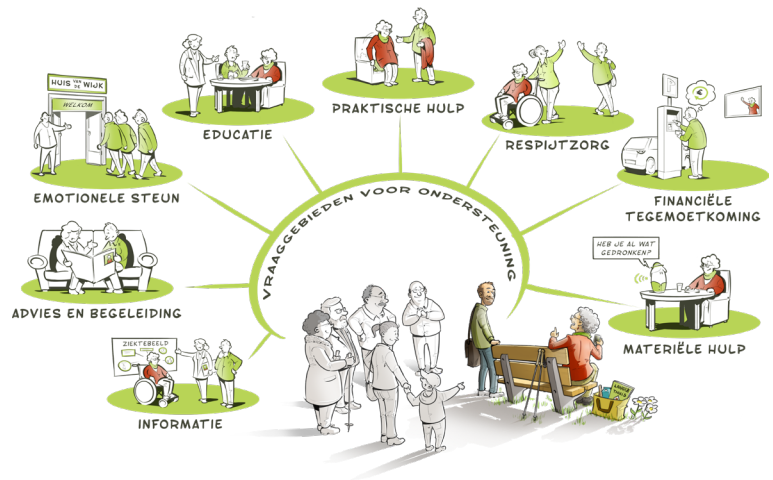 HUIS VAN DE WIJK
WELKOM
EMOTIONELE STEUN
EDUCATIE
PRAKTISCHE HULP
RESPIJTZORG
€
FINANCIËLE
TEGEMOETKOMING
VRAAGGEBIEDEN VOOR ONDERSTEUNING
ADVIES EN BEGELEIDING
HEB JE AL WAT
GEDRONKEN?
MATERIËLE HULP
ZIEKTEBEELD
INFORMATIE